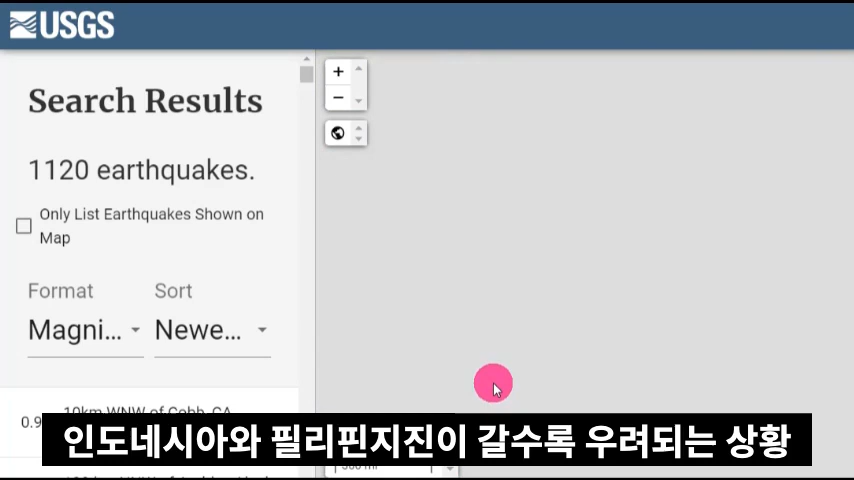 USGS
Search Results
1120 earthquakes.
Only List Earthquakes Shown on
Map
Format
Sort
Magni...
Newe...
10km WNW of Cobb, CA
0.9
인도네시아와 필리핀지진이 갈수록 우려되는 상황